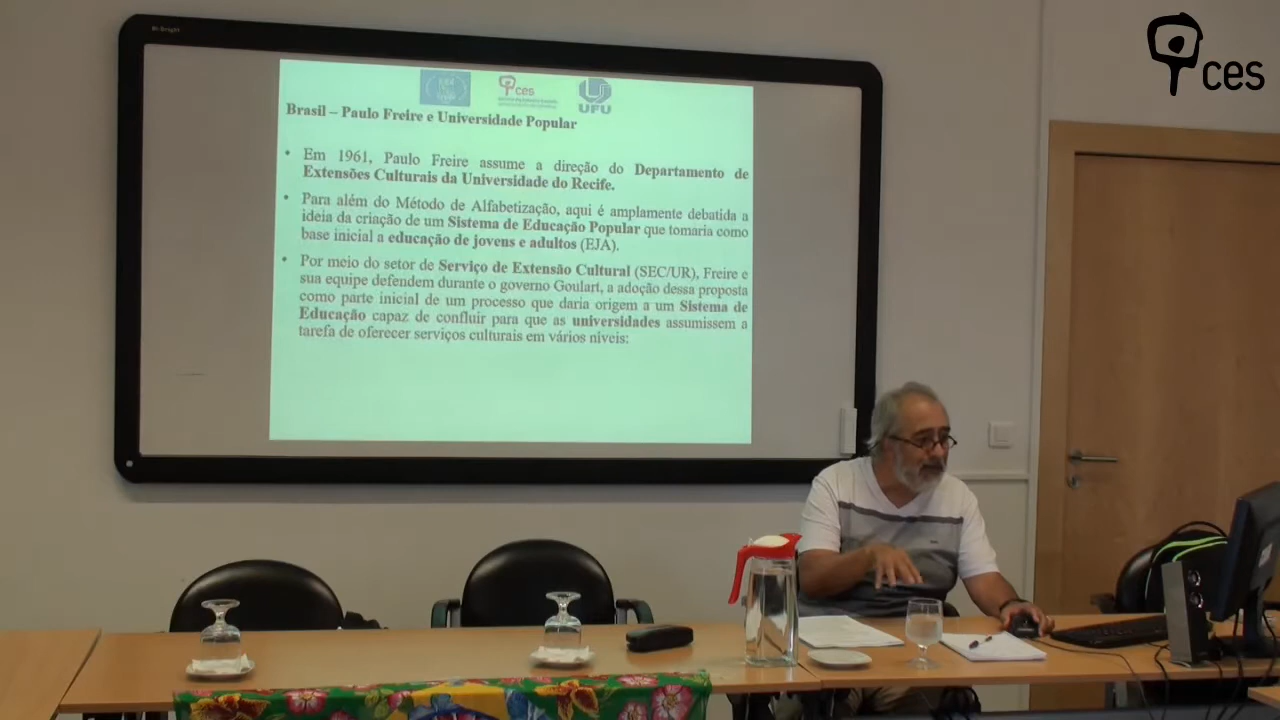 ces
ces
UFU
Brasil – Paulo Freire e Universidade Popular
• Em 1961, Paulo Freire assume a direção do Departamento de
Extensões Culturais da Universidade do Recife.
• Para além do Método de Alfabetização, aqui é amplamente debatida a
ideia da criação de um Sistema de Educação Popular que tomaria como
base inicial a educação de jovens e adultos (EJA).
• Por meio do setor de Serviço de Extensão Cultural (SEC/UR), Freire e
sua equipe defendem durante o governo Goulart, a adoção dessa proposta
como parte inicial de um processo que daria origem a um Sistema de
Educação capaz de confluir para que as universidades assumissem a
tarefa de oferecer serviços culturais em vários níveis: